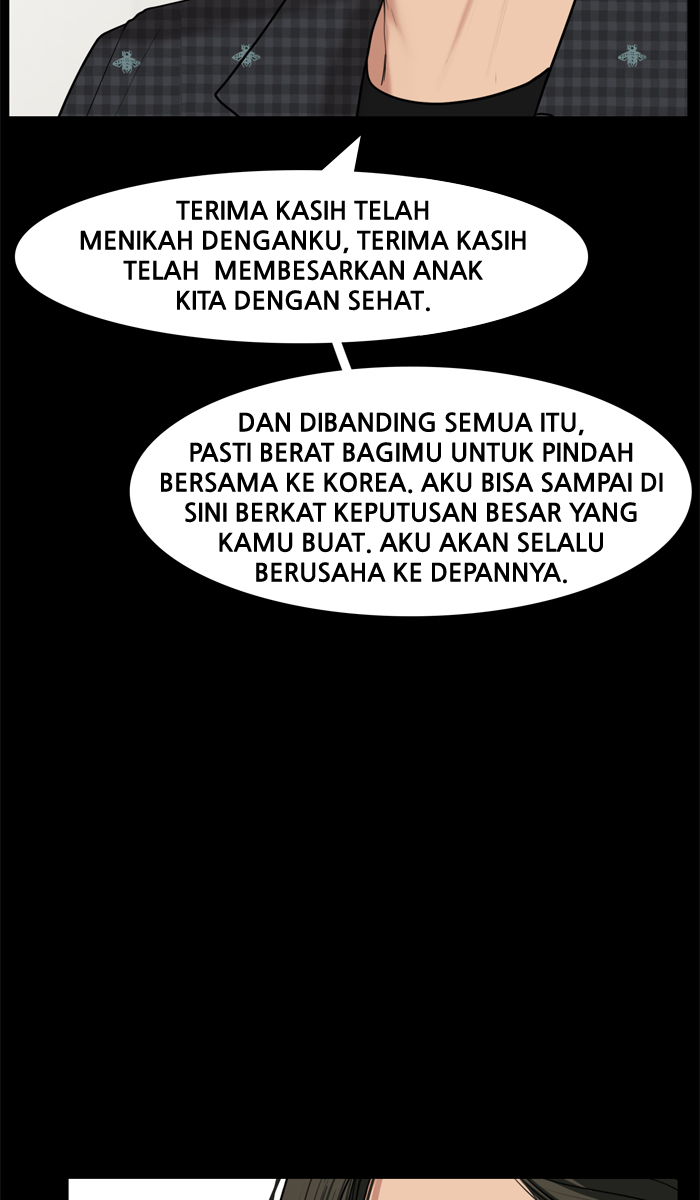 TERIMA KASIH TELAH
MENIKAH DENGANKU, TERIMA KASIH
TELAH MEMBESARKAN ANAK
KITA DENGAN SEHAT.
DAN DIBANDING SEMUA ITU,
PASTI BERAT BAGIMU UNTUK PINDAH
BERSAMA KE KOREA. AKU BISA SAMPAI DI
SINI BERKAT KEPUTUSAN BESAR YANG
KAMU BUAT. AKU AKAN SELALU
BERUSAHA KE DEPANNYA.